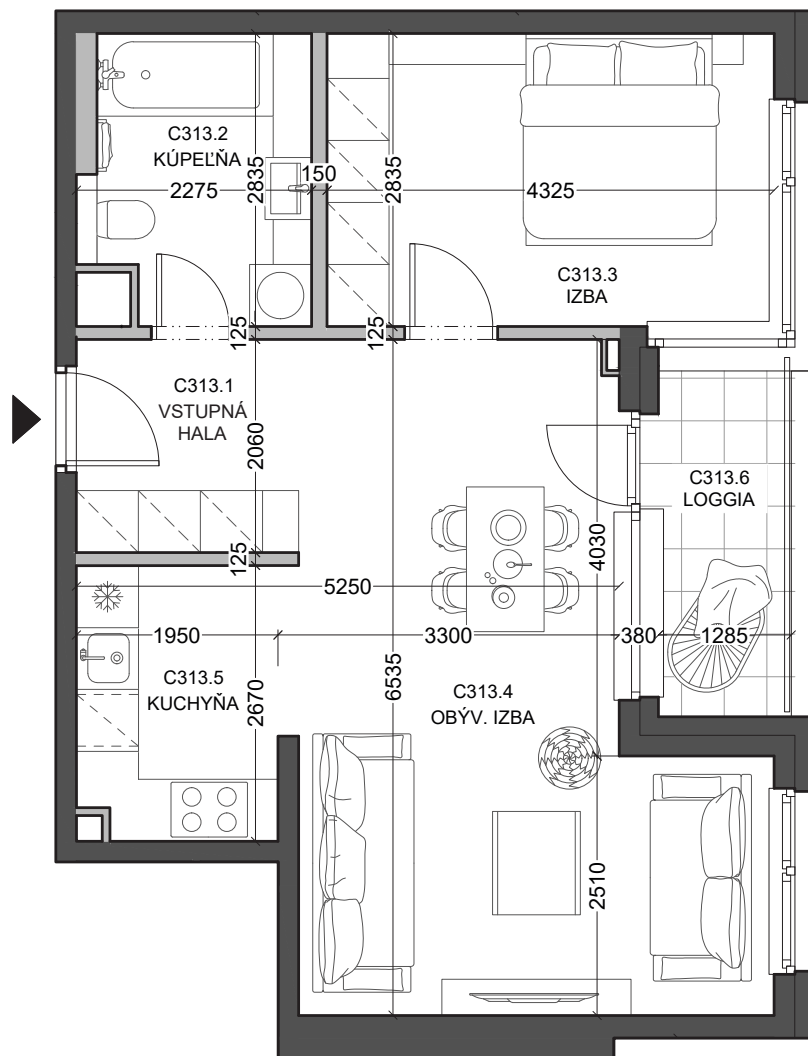 C313.2
KÚPEĽŇA
2275
2835
150
2835
4325
C313.3
IZBA
125
125
C313.1
VSTUPNÁ
HALA
2060
C313.6
LOGGIA
4030
125
5250
1950
3300
380
1285
C313.5
KUCHYŇA
2670
6535
C313.4
OBÝV. IZBA
2510